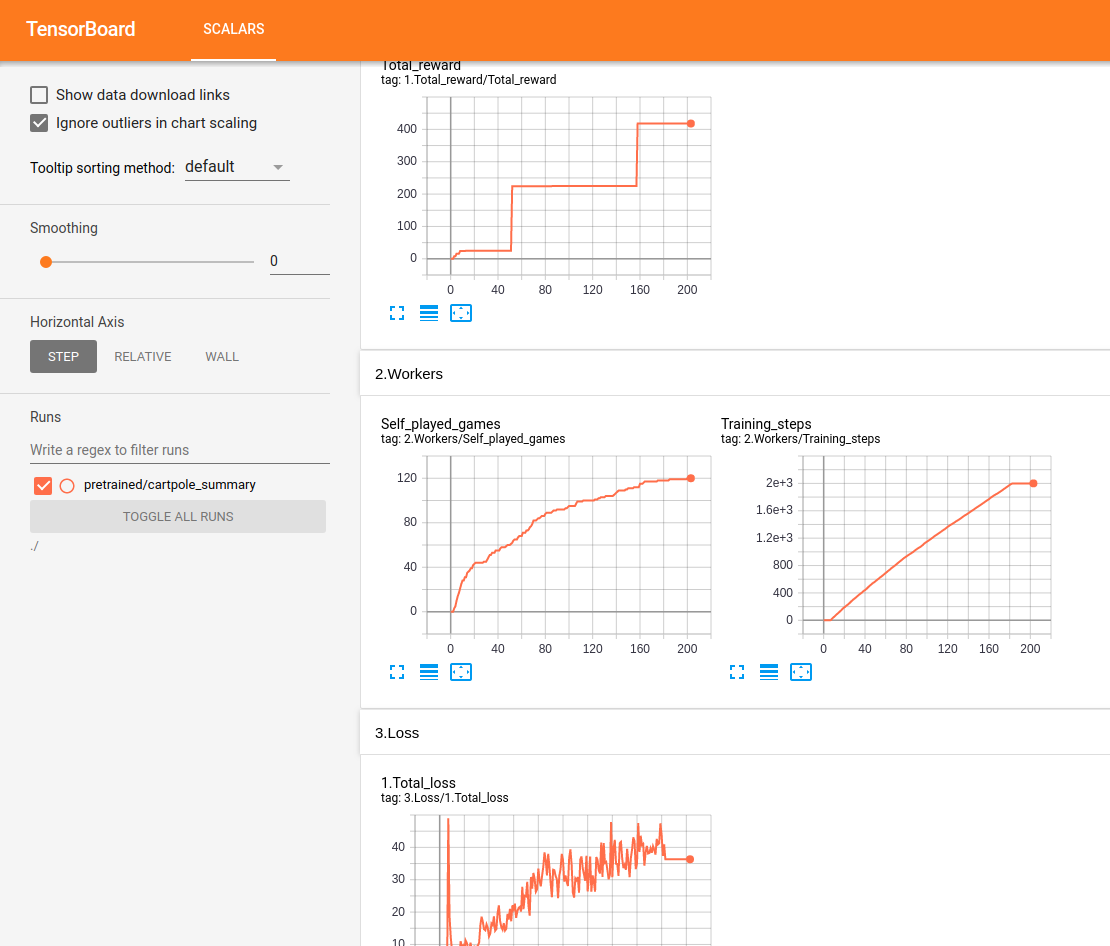 TensorBoard
SCALARS
Show data download links
Ignore outliers in chart scaling
Tooltip sorting method: default
Smoothing
0
Horizontal Axis
STEP RELATIVE WALL
Runs
Write a regex to filter runs
pretrained/cartpole_summary
TOGGLE ALL RUNS
./
Total_reward
tag: 1.Total_reward/Total_reward
400
300
200
100
0
0 40 80 120 160 200
2.Workers
Self_played_games
tag: 2.Workers/Self_played_games
120
80
40
0
0 40 80 120 160 200
Training_steps
tag: 2.Workers/Training_steps
2e+3
1.6e+3
1.2e+3
800
400
0
0 40 80 120 160 200
3.Loss
1.Total_loss
tag: 3.Loss/1.Total_loss
40
30
20
10